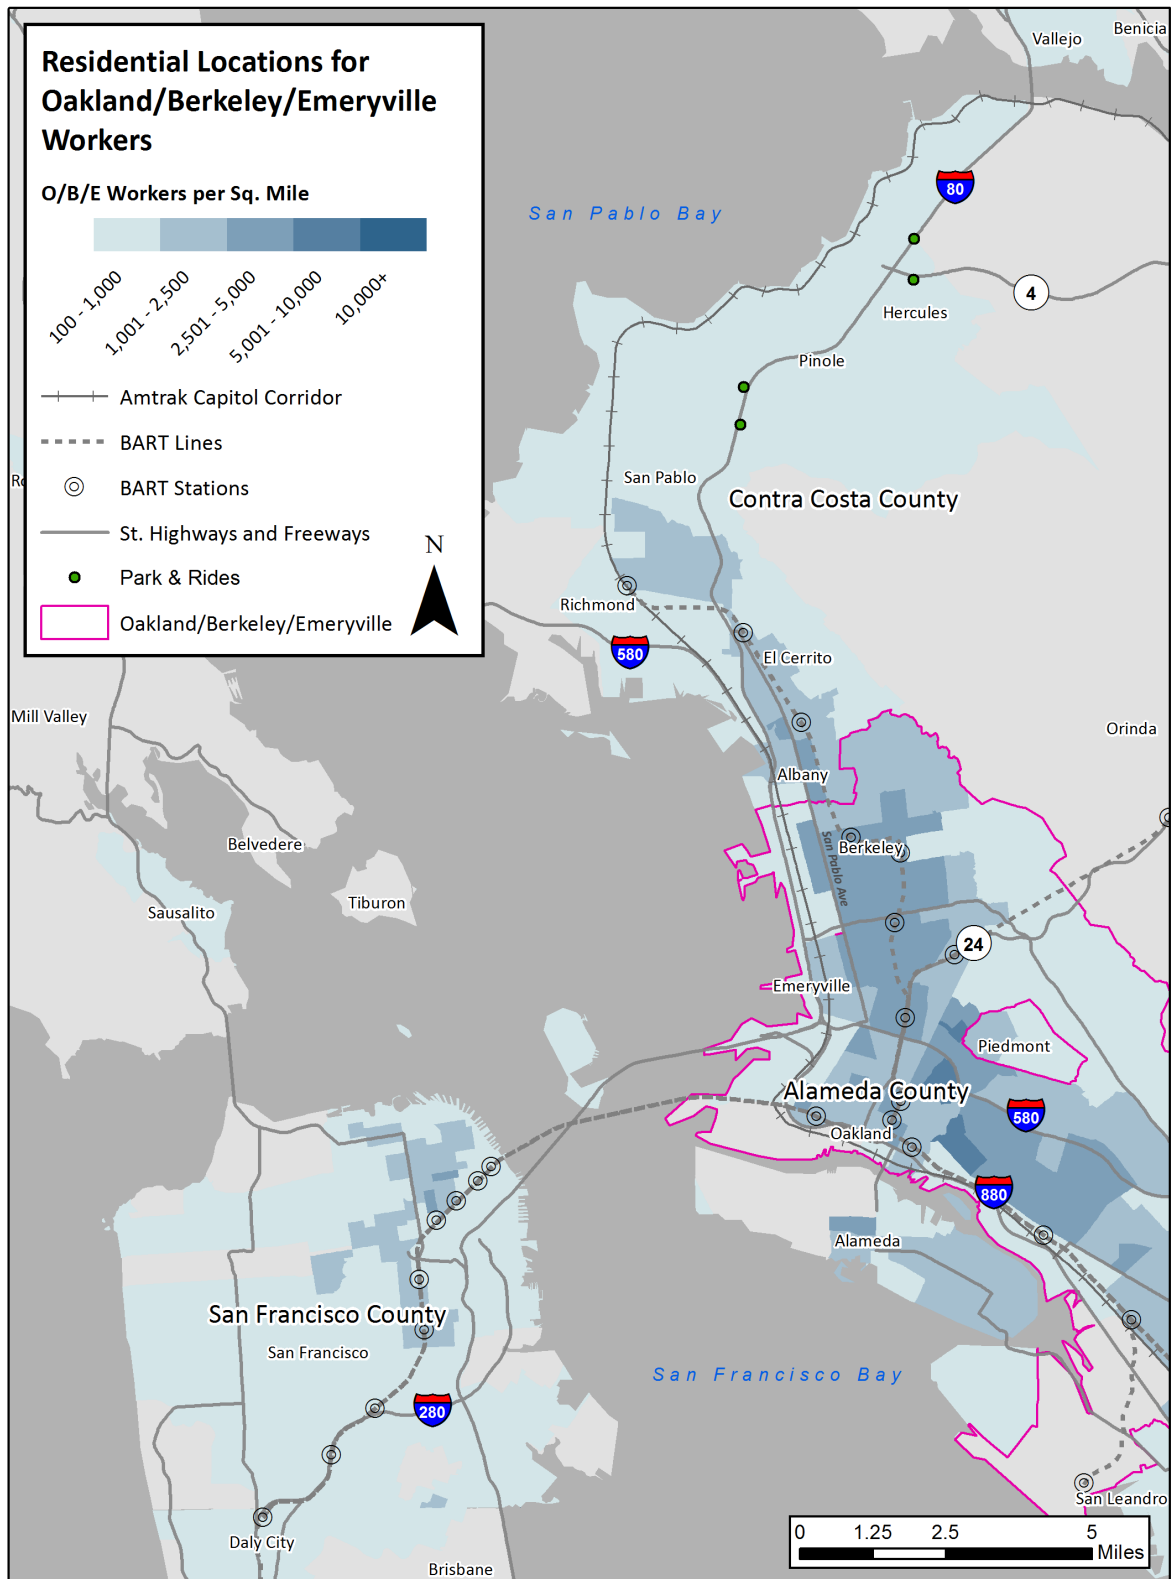 Residential Locations for
Oakland/Berkeley/Emeryville
Workers
O/B/E Workers per Sq. Mile
100 - 1,000
1,001 - 2,500
2,501 - 5,000
5,001 - 10,000
10,000+
Amtrak Capitol Corridor
BART Lines
BART Stations
St. Highways and Freeways
Park & Rides
Oakland/Berkeley/Emeryville
N
Vallejo
Benicia
80
San Pablo Bay
4
Hercules
Pinole
San Pablo
Contra Costa County
Richmond
580
El Cerrito
Mill Valley
Orinda
Albany
San Pablo Ave
Berkeley
Belvedere
Tiburon
Sausalito
24
Emeryville
Piedmont
Alameda County
580
Oakland
880
Alameda
San Francisco County
San Francisco
San Francisco Bay
280
San Leandro
Daly City
Brisbane
0 1.25 2.5 5
Miles